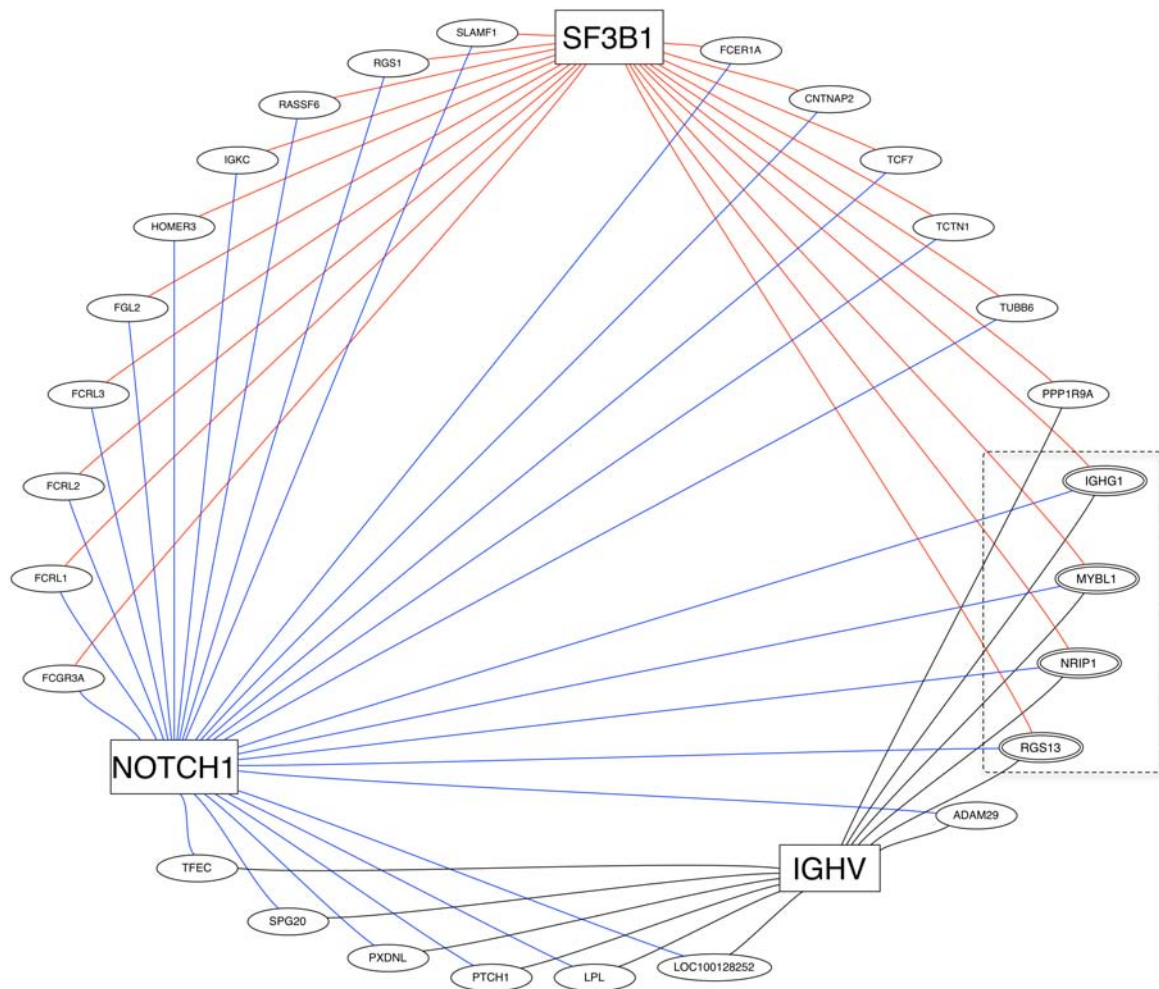 SLAMF1
SF3B1
FCER1A
RGS1
RASSF6
CNTNAP2
IGKC
TCF7
HOMER3
TCTN1
FGL2
TUBB6
FCRL3
PPP1R9A
FCRL2
IGHG1
FCRL1
MYBL1
FCGR3A
NRIP1
RGS13
NOTCH1
ADAM29
TFEC
IGHV
SPG20
PXDNL
PTCH1
LPL
LOC100128252